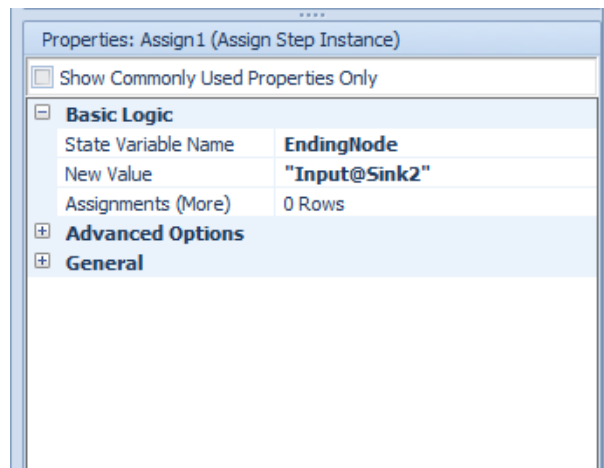 Properties: Assign1 (Assign Step Instance)
Show Commonly Used Properties Only
Basic Logic
State Variable Name EndingNode
New Value "Input@Sink2"
Assignments (More) 0 Rows
Advanced Options
General